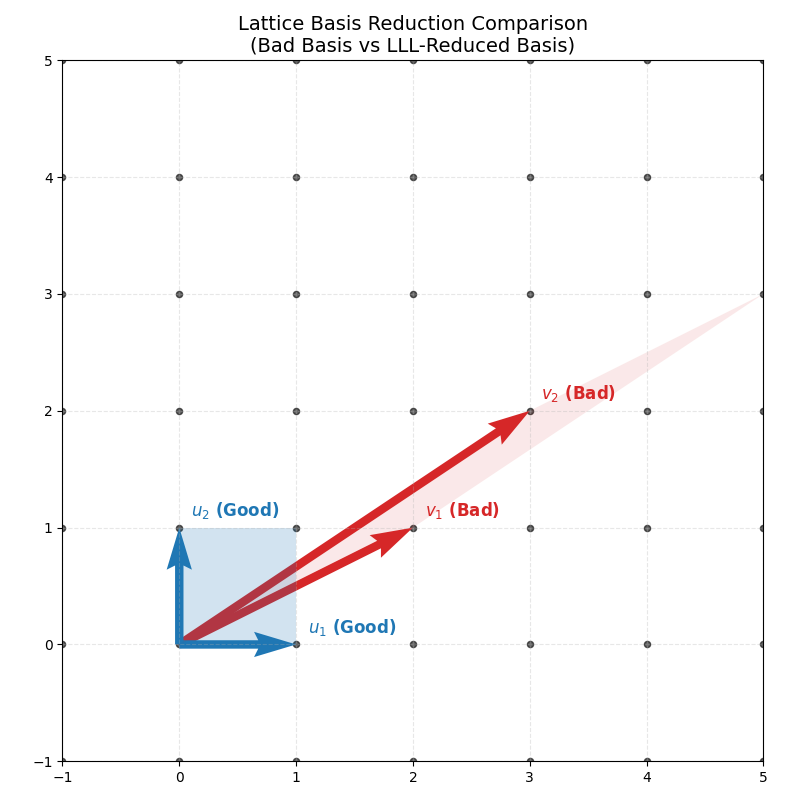 Lattice Basis Reduction Comparison
(Bad Basis vs LLL-Reduced Basis)
5
4
3
v₂ (Bad)
2
u₂ (Good)
v₁ (Bad)
1
u₁ (Good)
0
−1
−1 0 1 2 3 4 5